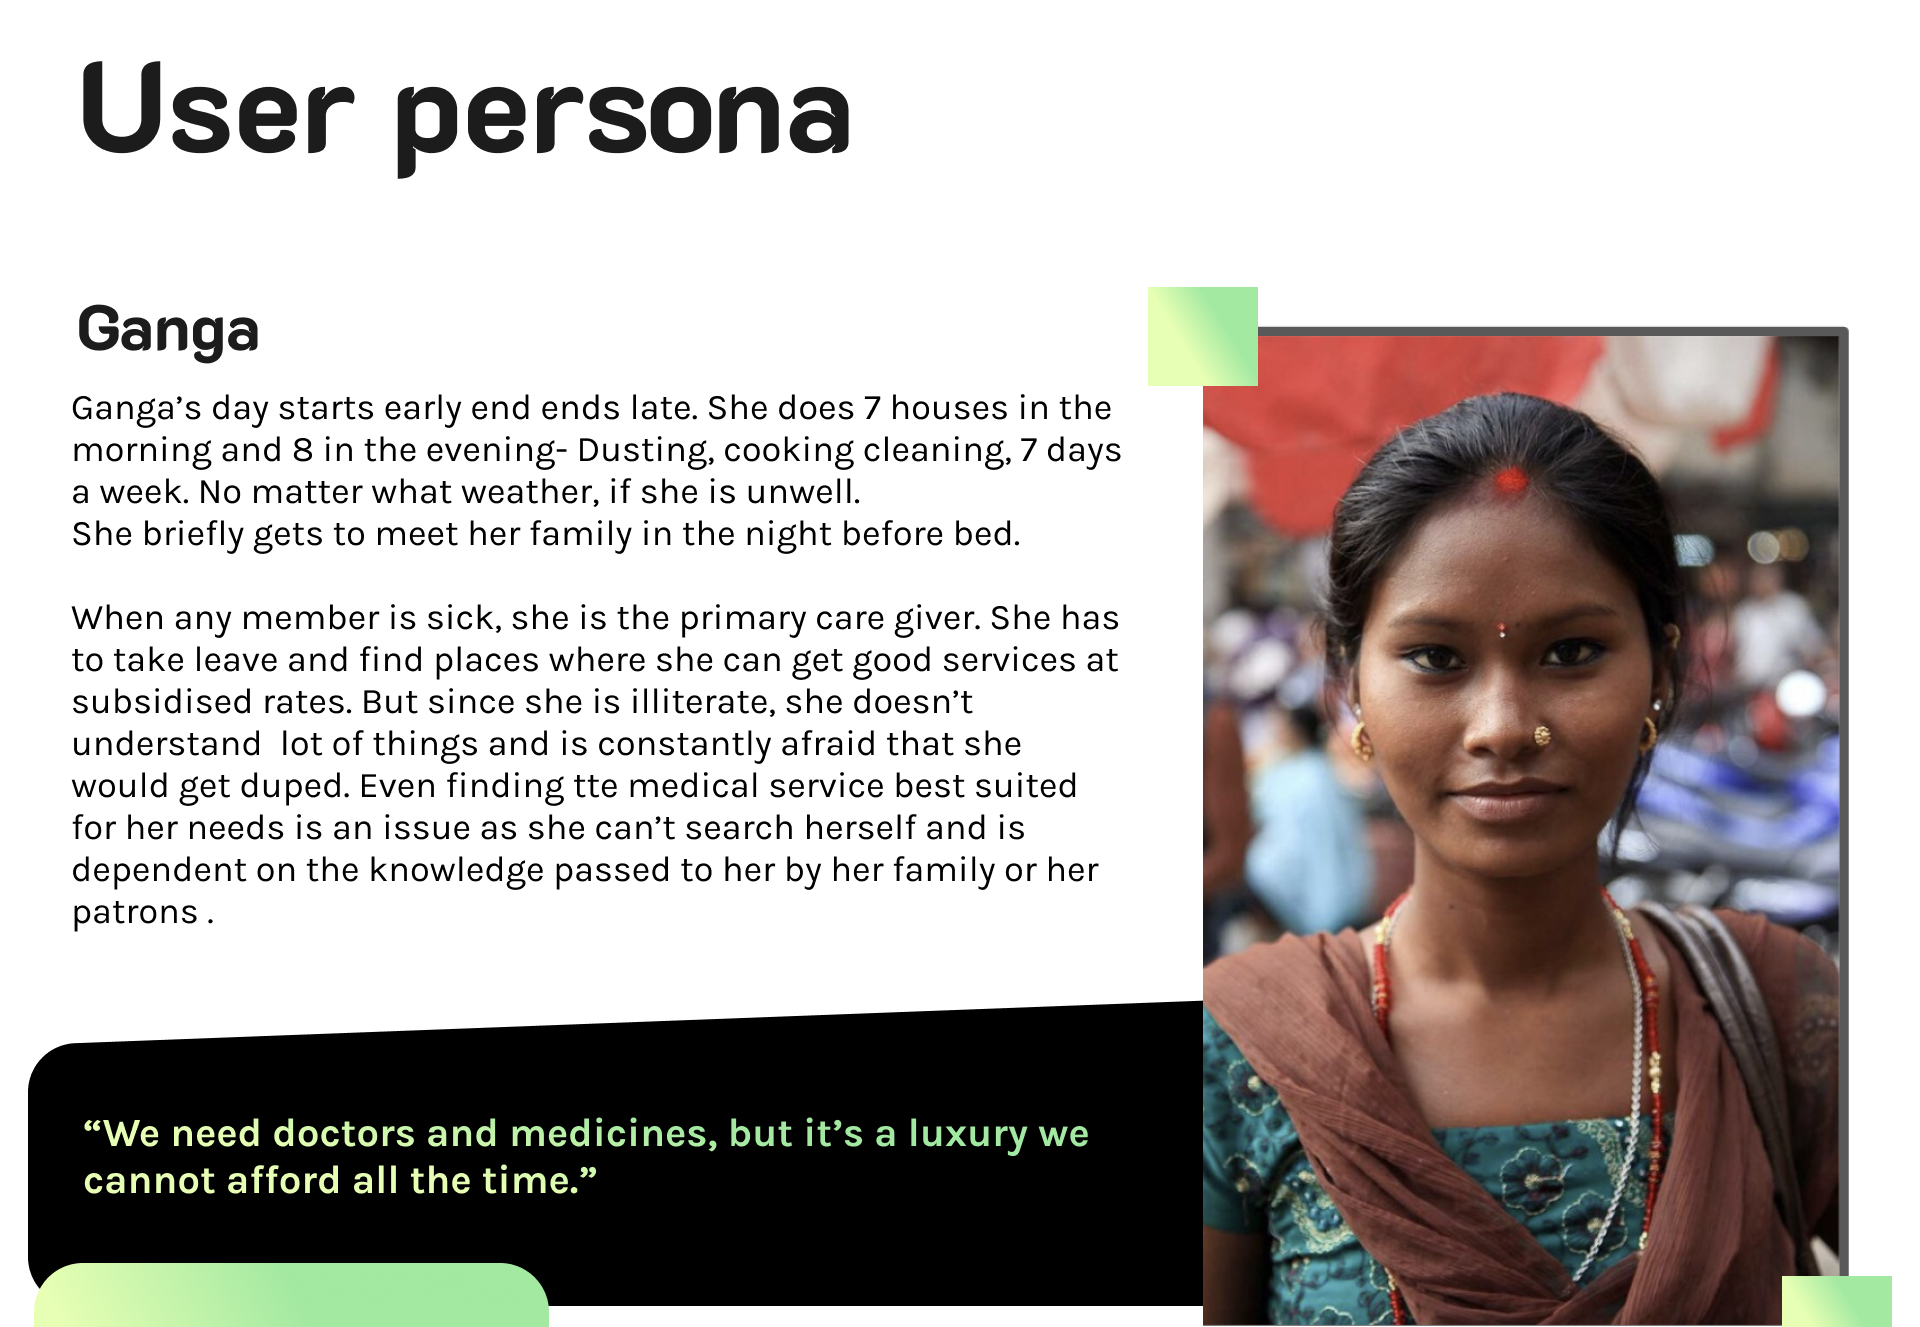 User persona
Ganga
Ganga’s day starts early end ends late. She does 7 houses in the
morning and 8 in the evening- Dusting, cooking cleaning, 7 days
a week. No matter what weather, if she is unwell.
She briefly gets to meet her family in the night before bed.
When any member is sick, she is the primary care giver. She has
to take leave and find places where she can get good services at
subsidised rates. But since she is illiterate, she doesn’t
understand  lot of things and is constantly afraid that she
would get duped. Even finding tte medical service best suited
for her needs is an issue as she can’t search herself and is
dependent on the knowledge passed to her by her family or her
patrons .
“We need doctors and medicines, but it’s a luxury we
cannot afford all the time.”